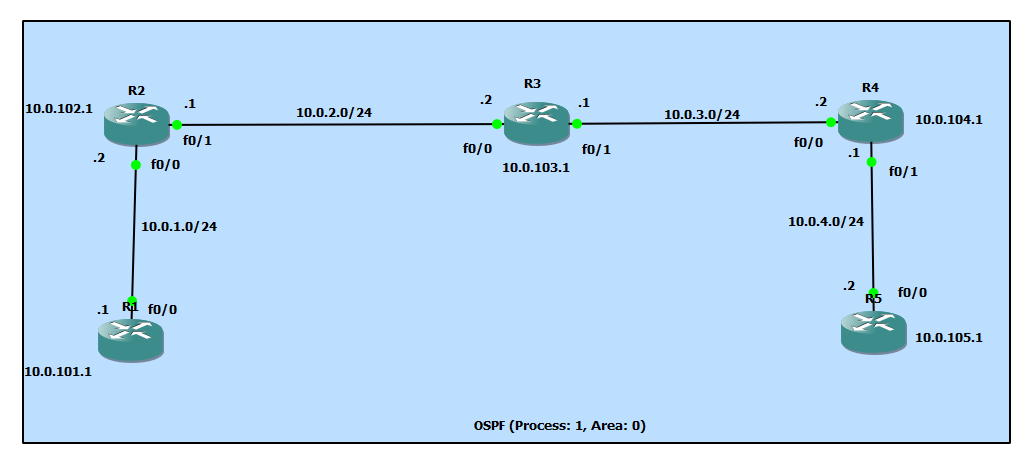 R2
R3
R4
10.0.102.1
.1
.2
.1
.2
10.0.104.1
10.0.2.0/24
10.0.3.0/24
f0/1
f0/0
f0/1
f0/0
.2
f0/0
10.0.103.1
.1
f0/1
10.0.1.0/24
10.0.4.0/24
.1
R1
f0/0
.2
R5
f0/0
10.0.101.1
10.0.105.1
OSPF (Process: 1, Area: 0)